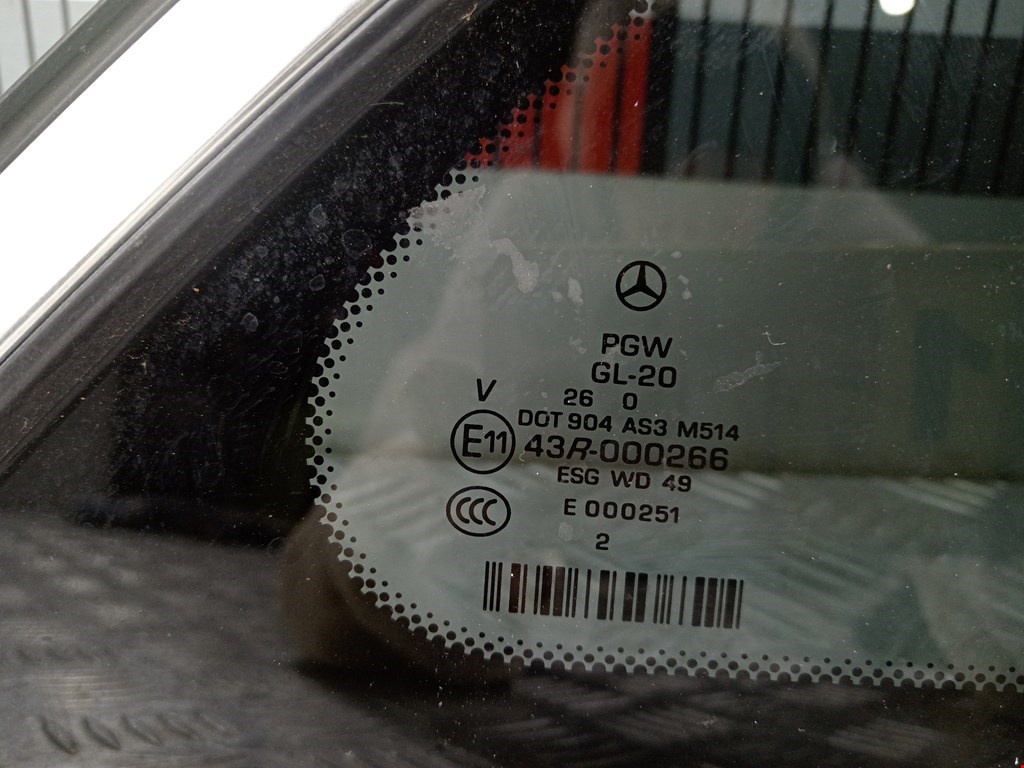 PGW
GL-20
26 0
V
DOT 904 AS3 M514
E11 43R-000266
ESG WD 49
CCC E 000251
2